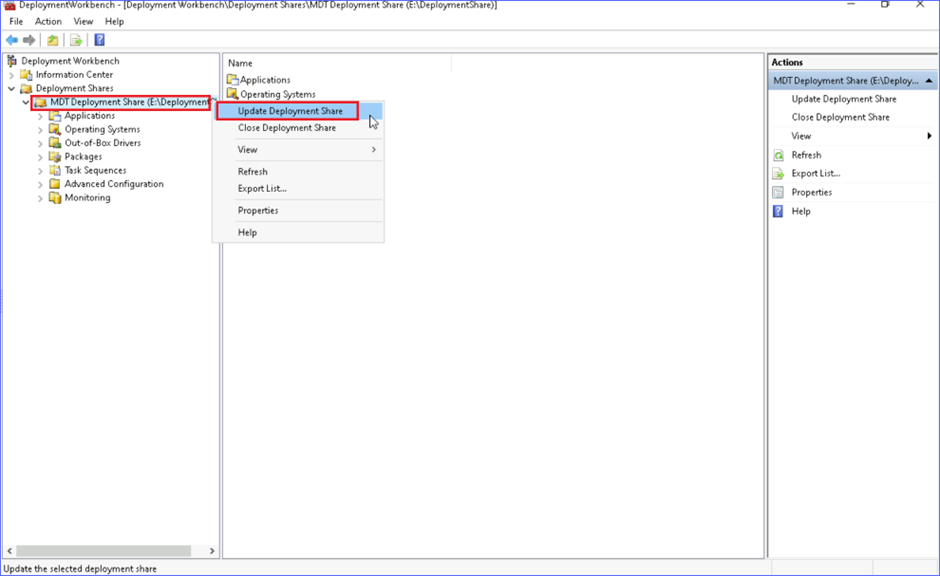 DeploymentWorkbench - [Deployment Workbench\Deployment Shares\MDT Deployment Share (E:\DeploymentShare)]
File Action View Help
Deployment Workbench
Information Center
Deployment Shares
MDT Deployment Share (E:\Deployment
Applications
Operating Systems
Out-of-Box Drivers
Packages
Task Sequences
Advanced Configuration
Monitoring
Name
Applications
Operating Systems
Update Deployment Share
Close Deployment Share
View
Refresh
Export List...
Properties
Help
Actions
MDT Deployment Share (E:\Deploy...
Update Deployment Share
Close Deployment Share
View
Refresh
Export List...
Properties
Help
Update the selected deployment share